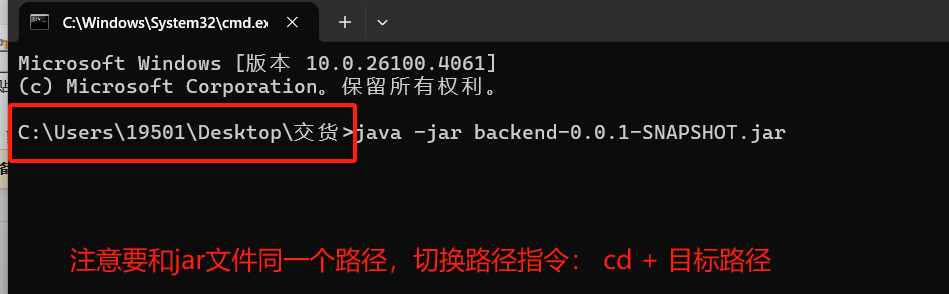 C:\Windows\System32\cmd.ex
Microsoft Windows [版本 10.0.26100.4061]
(c) Microsoft Corporation。保留所有权利。
C:\Users\19501\Desktop\交货>java -jar backend-0.0.1-SNAPSHOT.jar
注意要和jar文件同一个路径，切换路径指令： cd + 目标路径